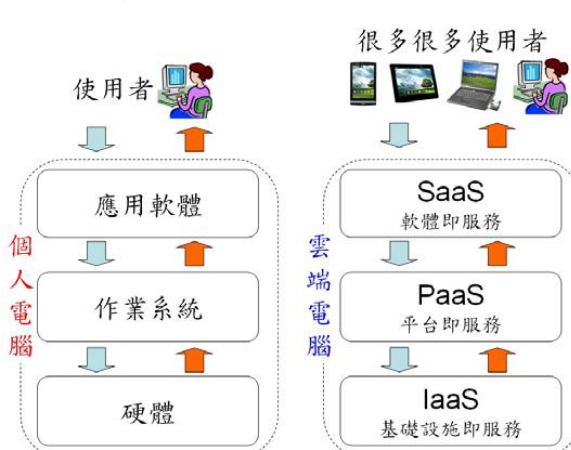 使用者
應用軟體
作業系統
硬體
個人電腦
很多很多使用者
SaaS
軟體即服務
PaaS
平台即服務
IaaS
基礎設施即服務
雲端電腦